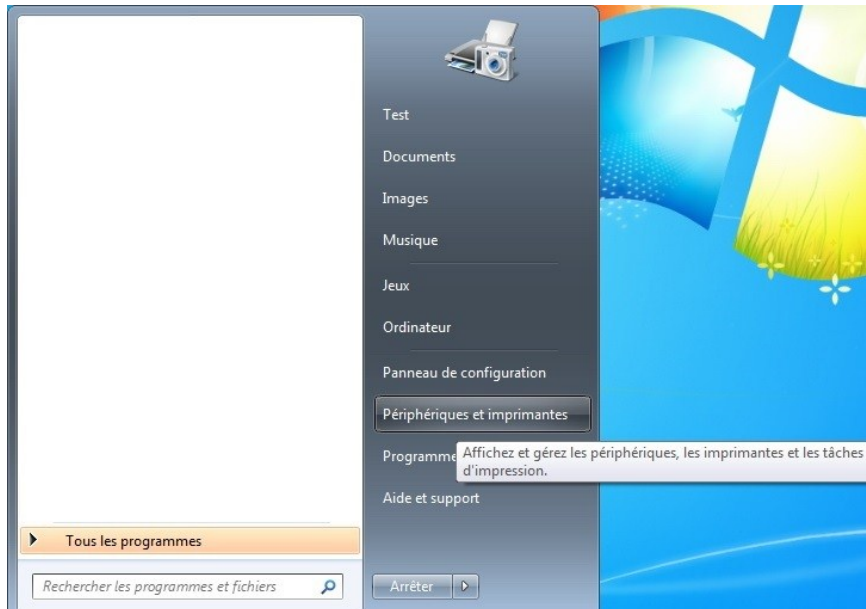 Test
Documents
Images
Musique
Jeux
Ordinateur
Panneau de configuration
Périphériques et imprimantes
Programme
Affichez et gérez les périphériques, les imprimantes et les tâches
d'impression.
Aide et support
Tous les programmes
Rechercher les programmes et fichiers
Arrêter